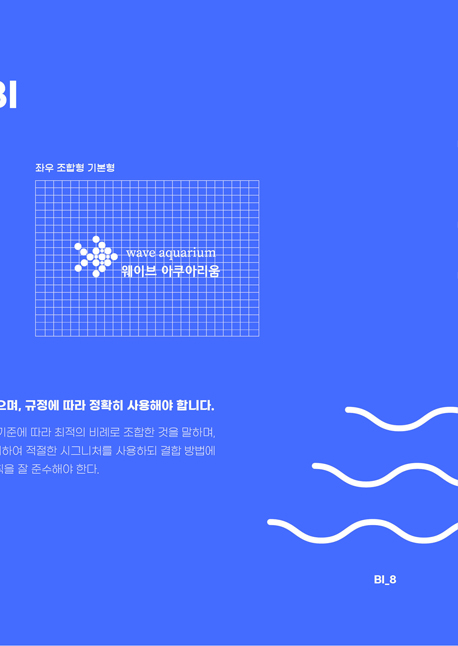 BI
좌우 조합형 기본형
wave aquarium
웨이브 아쿠아리움
으며, 규정에 따라 정확히 사용해야 합니다.
기준에 따라 최적의 비례로 조합한 것을 말하며,
하여 적절한 시그니처를 사용하되 결합 방법에
을 잘 준수해야 한다.
BI_8